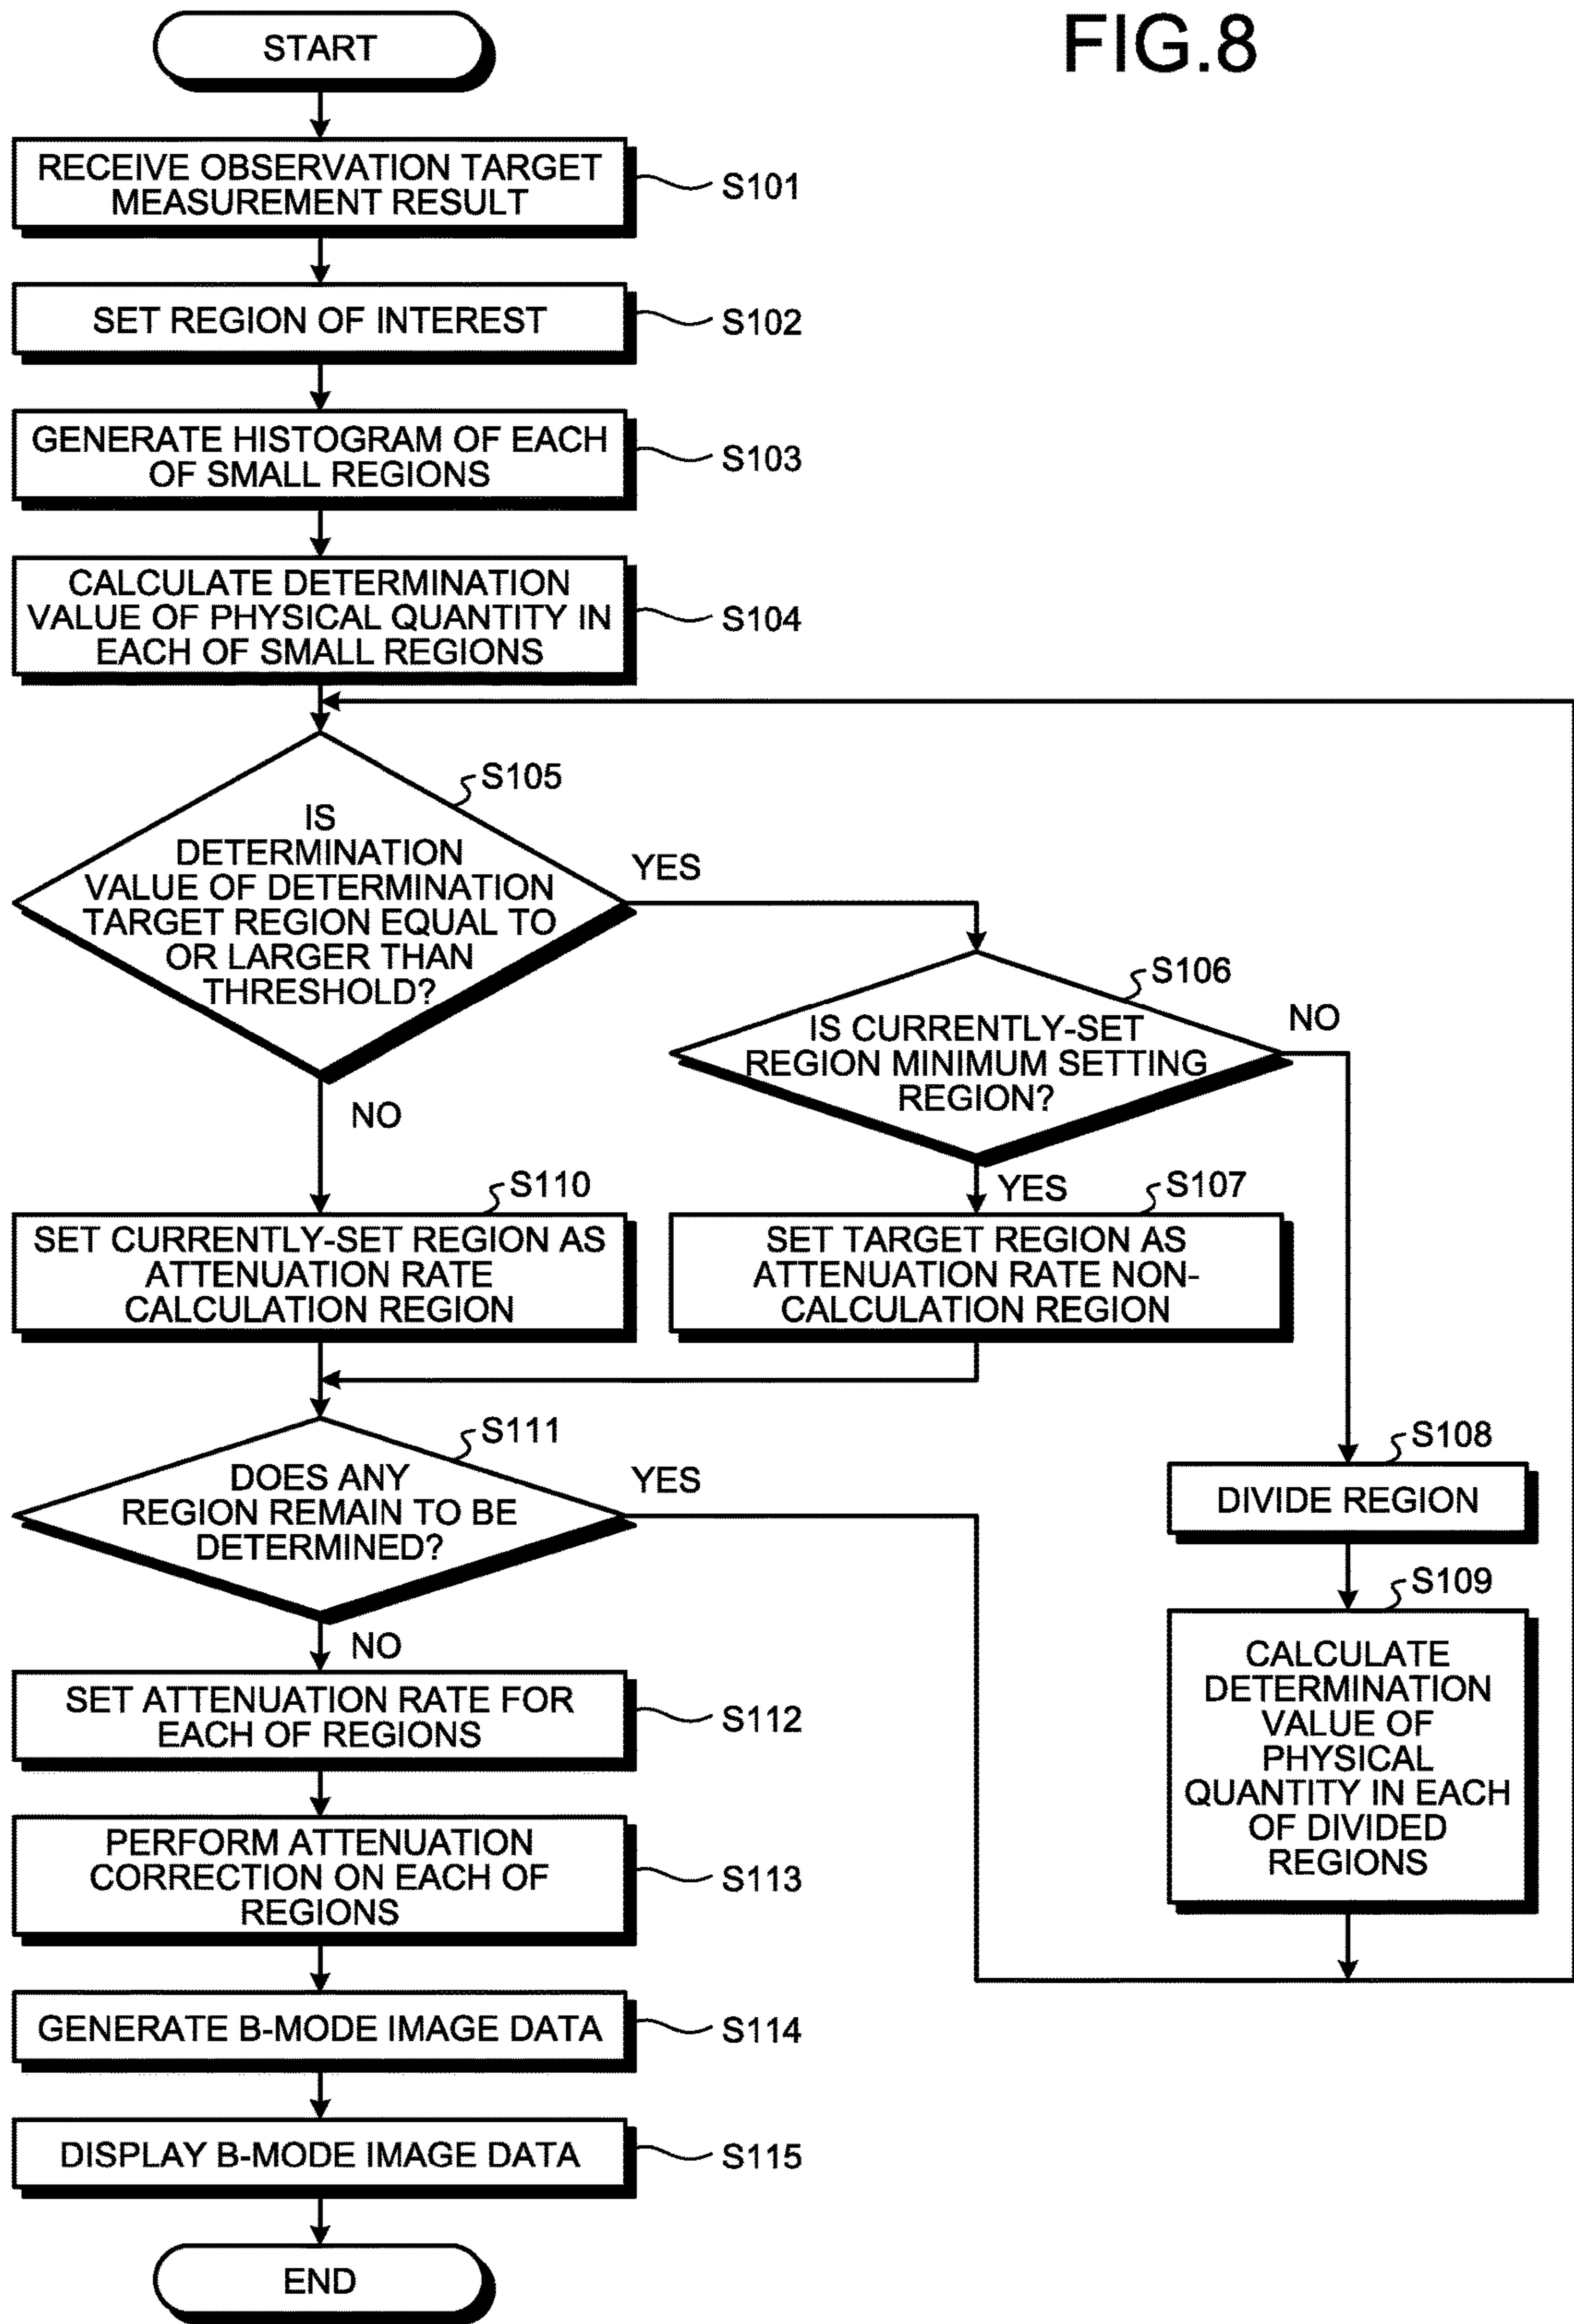 FIG.8
START
RECEIVE OBSERVATION TARGET
MEASUREMENT RESULT
S101
SET REGION OF INTEREST
S102
GENERATE HISTOGRAM OF EACH
OF SMALL REGIONS
S103
CALCULATE DETERMINATION
VALUE OF PHYSICAL QUANTITY IN
EACH OF SMALL REGIONS
S104
S105
IS
DETERMINATION
VALUE OF DETERMINATION
TARGET REGION EQUAL TO
OR LARGER THAN
THRESHOLD?
YES
NO
S106
IS CURRENTLY-SET
REGION MINIMUM SETTING
REGION?
NO
YES
S110
SET CURRENTLY-SET REGION AS
ATTENUATION RATE
CALCULATION REGION
S107
SET TARGET REGION AS
ATTENUATION RATE NON-
CALCULATION REGION
S108
DIVIDE REGION
S109
CALCULATE
DETERMINATION
VALUE OF
PHYSICAL
QUANTITY IN EACH
OF DIVIDED
REGIONS
S111
DOES ANY
REGION REMAIN TO BE
DETERMINED?
YES
NO
SET ATTENUATION RATE FOR
EACH OF REGIONS
S112
PERFORM ATTENUATION
CORRECTION ON EACH OF
REGIONS
S113
GENERATE B-MODE IMAGE DATA
S114
DISPLAY B-MODE IMAGE DATA
S115
END